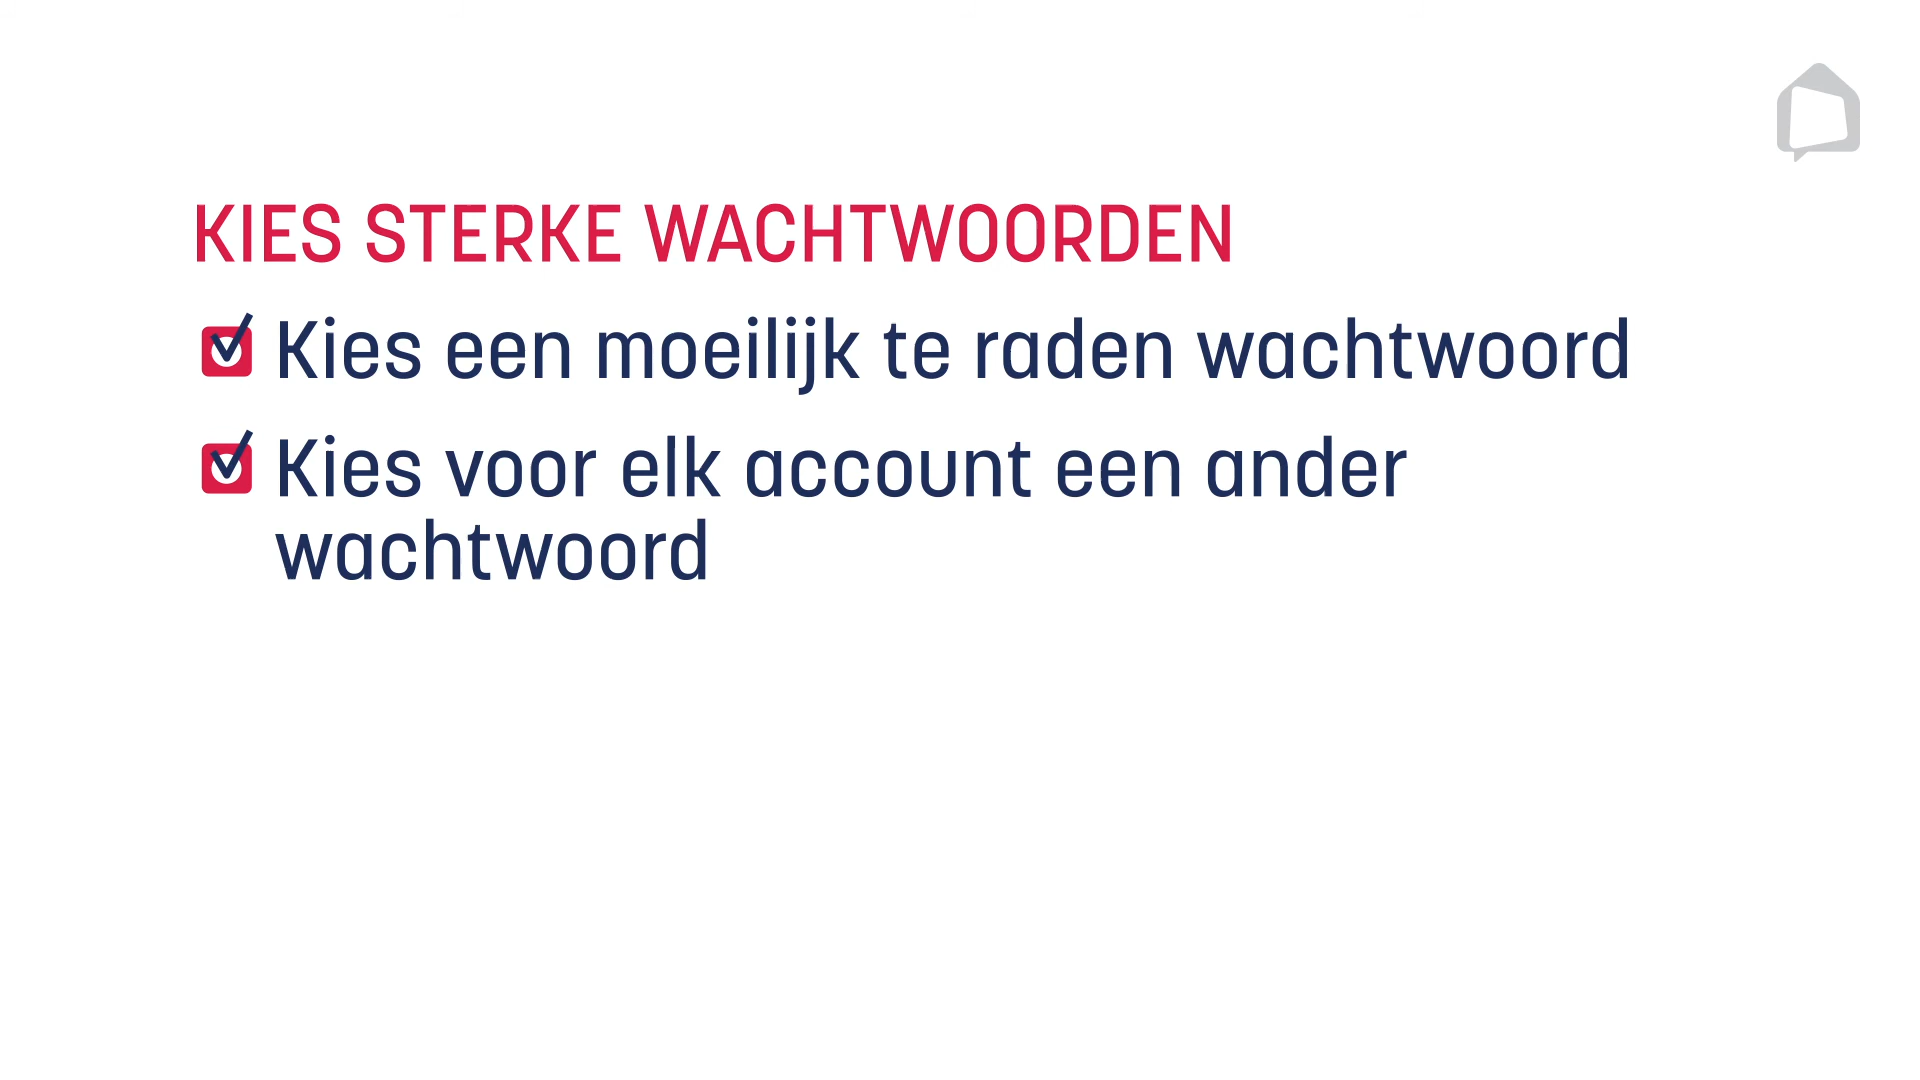 KIES STERKE WACHTWOORDEN
Kies een moeilijk te raden wachtwoord
Kies voor elk account een ander
wachtwoord